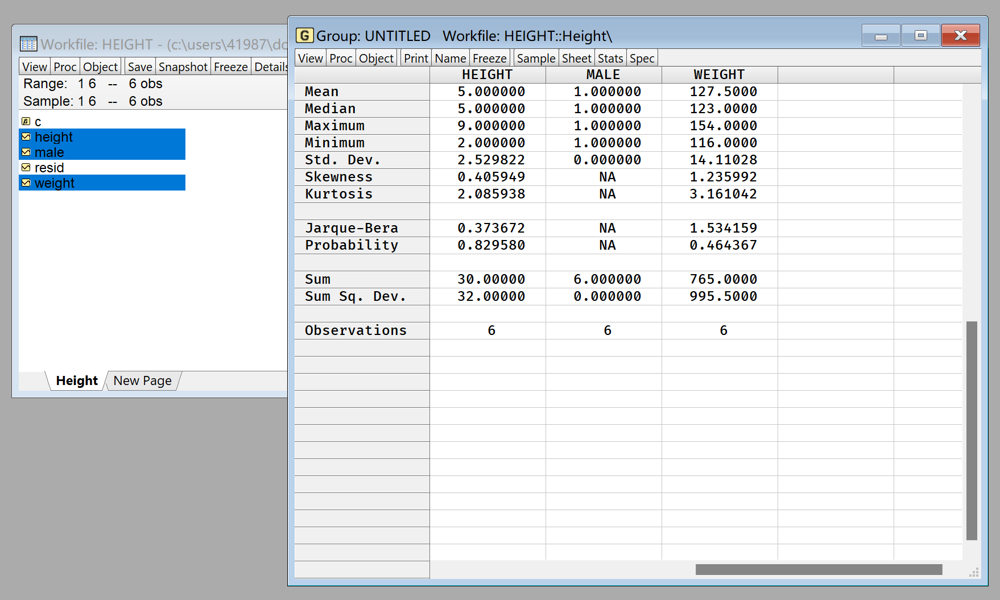 Workfile: HEIGHT - (c:\users\41987\do
View Proc Object Save Snapshot Freeze Details
Range: 1 6 -- 6 obs
Sample: 1 6 -- 6 obs
β c
height
male
resid
weight
Height New Page
G Group: UNTITLED Workfile: HEIGHT::Height\
View Proc Object Print Name Freeze Sample Sheet Stats Spec
HEIGHT MALE WEIGHT
Mean 5.000000 1.000000 127.5000
Median 5.000000 1.000000 123.0000
Maximum 9.000000 1.000000 154.0000
Minimum 2.000000 1.000000 116.0000
Std. Dev. 2.529822 0.000000 14.11028
Skewness 0.405949 NA 1.235992
Kurtosis 2.085938 NA 3.161042
Jarque-Bera 0.373672 NA 1.534159
Probability 0.829580 NA 0.464367
Sum 30.00000 6.000000 765.0000
Sum Sq. Dev. 32.00000 0.000000 995.5000
Observations 6 6 6